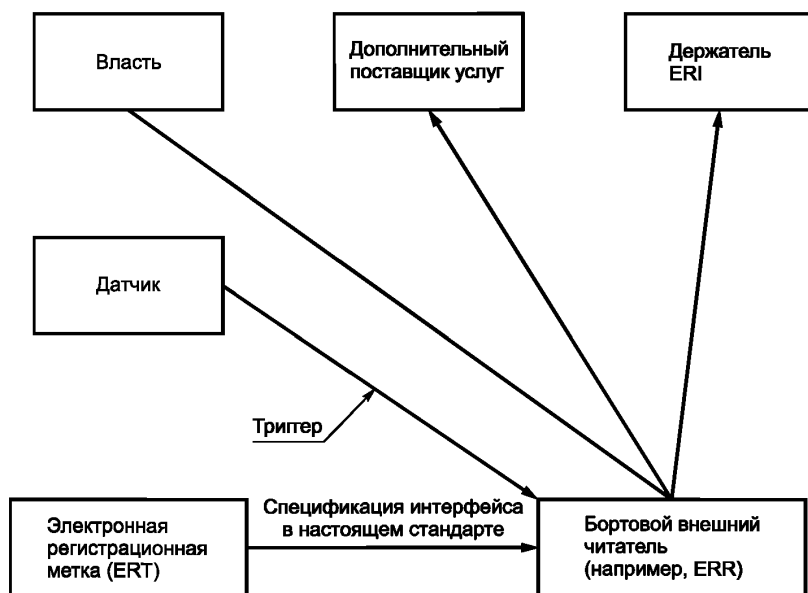 Власть
Дополнительный
поставщик услуг
Держатель
ERI
Датчик
Триггер
Электронная
регистрационная
метка (ERT)
Спецификация интерфейса
в настоящем стандарте
Бортовой внешний
читатель
(например, ERR)